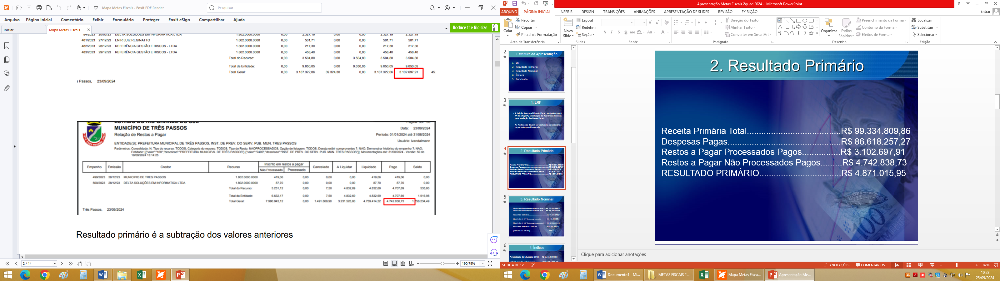 Mapa Metas Fiscais - Foxit PDF Reader
Pesquisar
Arquivo Página Inicial Comentário Exibir Formulário Proteger Foxit eSign Compartilhar Ajuda
Iniciar
Mapa Metas Fiscais
Reduce the file size
84/2023 20/03/23 DELTA SOLUÇÕES EM INFORMATICA LTDA 1.802.0000.0000 0,00 2.327,19 0,00 0,00 2.327,19 2.327,19
481/2023 27/12/23 ENIR LUIZ REGINATTO 1.802.0000.0000 0,00 501,71 0,00 0,00 501,71 501,71
482/2023 28/12/23 REFERÊNCIA GESTÃO E RISCOS - LTDA 1.802.0000.0000 0,00 217,30 0,00 0,00 217,30 217,30
483/2023 29/12/23 REFERÊNCIA GESTÃO E RISCOS - LTDA 1.802.0000.0000 0,00 458,40 0,00 0,00 458,40 458,40
Total do Recurso: 0,00 3.504,80 0,00 3.504,80 3.504,80 3.504,80
Total da Entidade: 0,00 9.050,05 0,00 9.050,05 9.050,05 9.050,05
Total Geral: 0,00 3.187.322,06 39.324,30 0,00 3.187.322,06 3.102.697,91 45.
s Passos, 23/09/2024
ESTADO DO RIO GRANDE DO SUL
MUNICÍPIO DE TRÊS PASSOS
Data: 23/09/2024
Relação de Restos a Pagar
Período: 01/01/2024 até 31/08/2024
Usuário: ivandalmann
ENTIDADE(S): PREFEITURA MUNICIPAL DE TRÊS PASSOS, INST. DE PREV. DO SERV. PUB. MUN. TRES PASSOS
Parâmetros: Consolidado: N; Tipo do recurso: TODOS; Categoria do recurso: TODOS; Tipo do Resto: NAOPROCESSADOS; Opção de listagem: TODOS; Deseja exibir comprovantes ?: NAO; Demonstrar histórico do empenho ?: NAO;
Entidade: [{"valor":"168","descricao":"PREFEITURA MUNICIPAL DE TRÊS PASSOS"},{"valor":"2409","descricao":"INST. DE PREV. DO SERV. PUB. MUN. TRES PASSOS"}]; Movimentações até: 31/08/2024 - Versão: 59 de
19/09/2024 15:14:25
Empenho Emissão Credor Recurso Inscrito em restos a pagar Cancelado A Liquidar Liquidado Pago Saldo
Não Processado Processado
499/2023 28/12/23 MUNICIPIO DE TRES PASSOS 1.802.0000.0000 419,06 0,00 0,00 0,00 419,06 419,06 0,00
500/2023 28/12/23 DELTA SOLUÇÕES EM INFORMATICA LTDA 1.802.0000.0000 87,70 0,00 0,00 0,00 87,70 87,70 0,00
Total do Recurso: 5.251,12 0,00 7,50 4.832,69 4.832,69 4.707,69 535,93
Total da Entidade: 6.632,17 0,00 7,50 4.832,69 4.832,69 4.707,69 1.916,98
Total Geral: 7.990.943,12 0,00 1.491.869,90 3.231.528,60 4.759.414,52 4.742.838,73 1.756.234,49
Três Passos, 23/09/2024
Resultado primário é a subtração dos valores anteriores
2 / 14
190,79%
Apresentação Metas Fiscais 2quad 2024 - Microsoft PowerPoint
ARQUIVO PÁGINA INICIAL INSERIR DESIGN TRANSIÇÕES ANIMAÇÕES APRESENTAÇÃO DE SLIDES REVISÃO EXIBIÇÃO
Entrar
Colar
Recortar
Copiar
Pincel de Formatação
Área de Transferência
Novo Slide
Layout
Redefinir
Seção
Slides
N I S S abc AV Aa A
Fonte
Direção do Texto
Alinhar Texto
Converter em SmartArt
Parágrafo
Organizar
Estilos Rápidos
Preenchimento da Forma
Contorno da Forma
Efeitos de Forma
Desenho
Localizar
Substituir
Selecionar
Edição
2
Estrutura da Apresentação
1. LRF
2. Resultado Primário
3. Resultado Nominal
4. Índices
5. Conclusão
3
1. LRF
- A Lei de Responsabilidade Fiscal, estabelece no § 4º do artigo 9º, a realização de Audiências Públicas para avaliação das Metas Fiscais.
- As Audiências devem ser realizadas considerando os períodos quadrimestrais.
4
2. Resultado Primário
5
3. Resultado Nominal
6
4. Índices
2. Resultado Primário
Receita Primária Total.......................................R$ 99.334.809,86
Despesas Pagas................................................R$ 86.618.257,27
Restos a Pagar Processados Pagos................R$ 3.102.697,91
Restos a Pagar Não Processados Pagos.........R$ 4.742.838,73
RESULTADO PRIMÁRIO..................................R$ 4.871.015,95
Clique para adicionar anotações
SLIDE 4 DE 12
ANOTAÇÕES COMENTÁRIOS
87%
Documento1 - Mi...
METAS FISCAIS 2...
Mapa Metas Fisca...
Apresentação Me...
10:28
25/09/2024